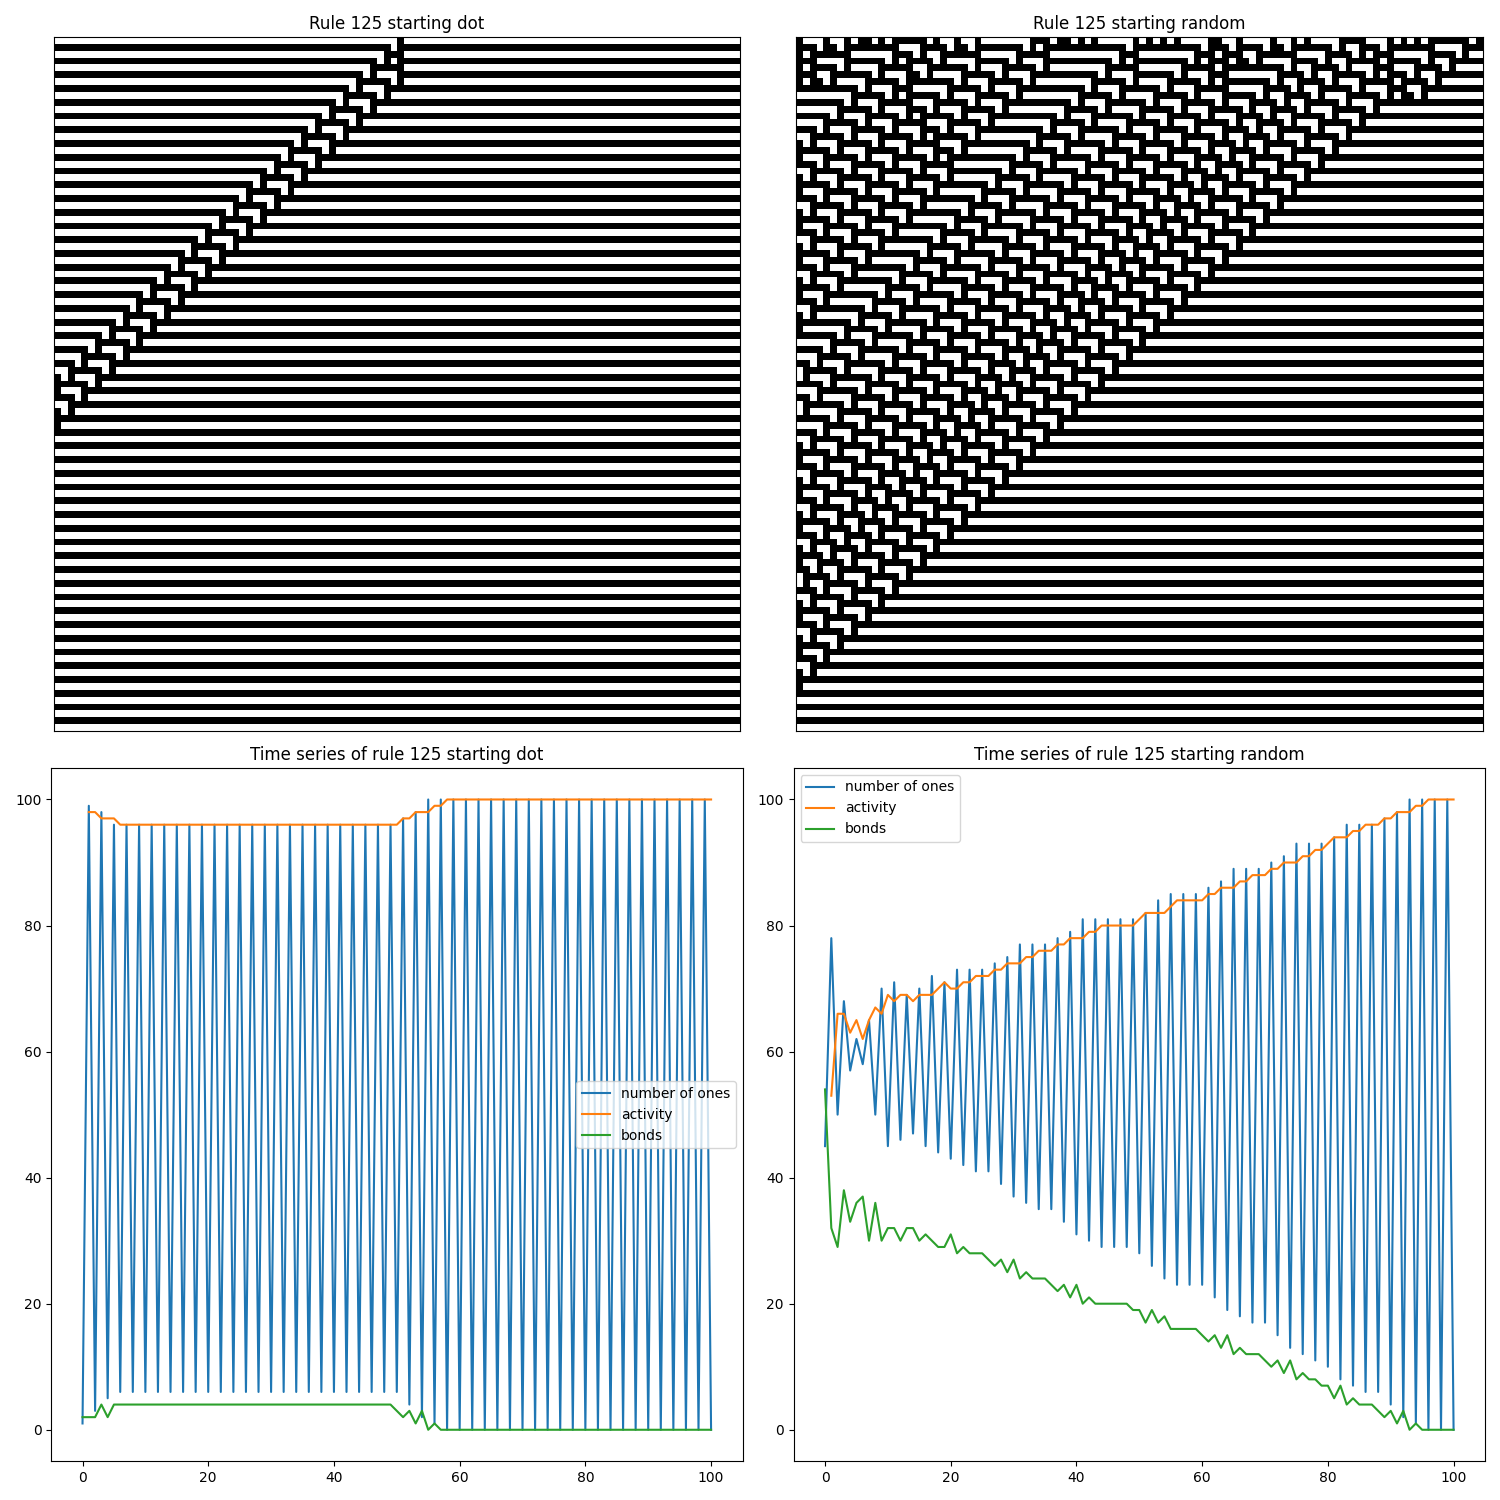 Rule 125 starting dot
Rule 125 starting random
Time series of rule 125 starting dot
100
80
60
40
20
0
0
20
40
60
80
100
number of ones
activity
bonds
Time series of rule 125 starting random
number of ones
activity
bonds
100
80
60
40
20
0
0
20
40
60
80
100